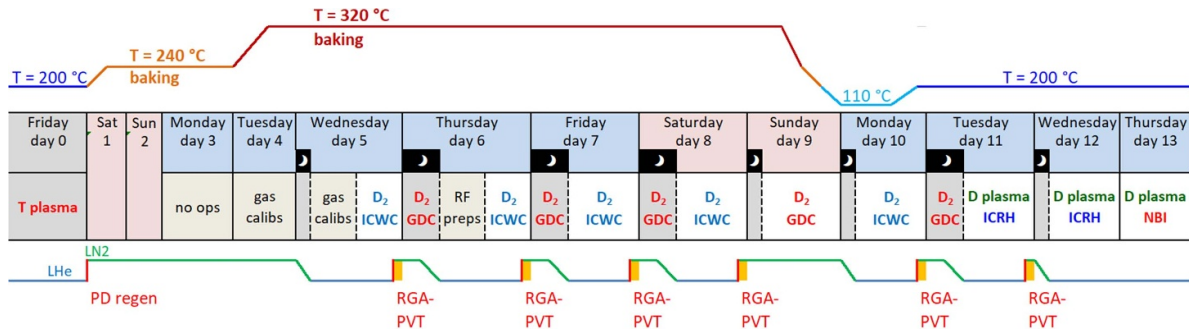 T = 320 °C
baking
T = 240 °C
baking
T = 200 °C
110 °C
T = 200 °C
Friday
day 0
Sat
1
Sun
2
Monday
day 3
Tuesday
day 4
Wednesday
day 5
Thursday
day 6
Friday
day 7
Saturday
day 8
Sunday
day 9
Monday
day 10
Tuesday
day 11
Wednesday
day 12
Thursday
day 13
T plasma
no ops
gas
calibs
gas
calibs
D₂
ICWC
D₂
GDC
RF
preps
D₂
ICWC
D₂
GDC
D₂
ICWC
D₂
GDC
D₂
ICWC
D₂
GDC
D₂
ICWC
D₂
GDC
D plasma
ICRH
D plasma
ICRH
D plasma
NBI
LN2
LHe
PD regen
RGA-
PVT
RGA-
PVT
RGA-
PVT
RGA-
PVT
RGA-
PVT
RGA-
PVT